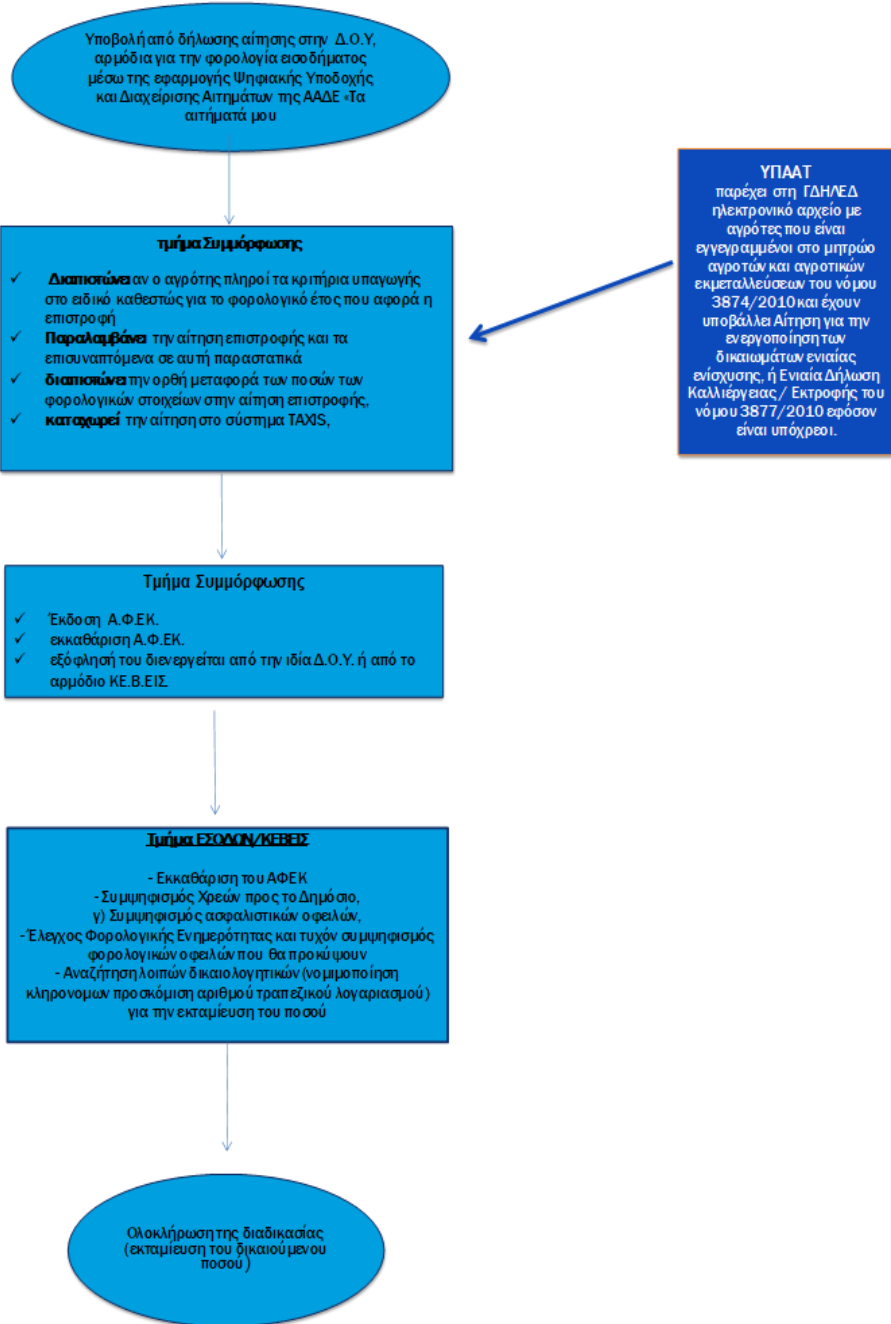 Υποβολή από δήλωσης αίτησης στην Δ.Ο.Υ,
αρμόδια για την φορολογία εισοδήματος
μέσω της εφαρμογής Ψηφιακής Υποδοχής
και Διαχείρισης Αιτημάτων της ΑΑΔΕ «Τα
αιτήματά μου
ΥΠΑΑΤ
παρέχει στη ΓΔΗΛΕΔ
ηλεκτρονικό αρχείο με
αγρότες που είναι
εγγεγραμμένοι στο μητρώο
αγροτών και αγροτικών
εκμεταλλεύσεων του νόμου
3874/2010 και έχουν
υποβάλλει Αίτηση για την
ενεργοποίηση των
δικαιωμάτων ενιαίας
ενίσχυσης, ή Ενιαία Δήλωση
Καλλιέργειας / Εκτροφής του
νόμου 3877/2010 εφόσον
είναι υπόχρεοι.
τμήμα Συμμόρφωσης
✓ Διαπιστώνει αν ο αγρότης πληροί τα κριτήρια υπαγωγής
στο ειδικό καθεστώς για το φορολογικό έτος που αφορά η
επιστροφή
✓ Παραλαμβάνει την αίτηση επιστροφής και τα
επισυναπτόμενα σε αυτή παραστατικά
✓ διαπιστώνει την ορθή μεταφορά των ποσών των
φορολογικών στοιχείων στην αίτηση επιστροφής,
✓ καταχωρεί την αίτηση στο σύστημα TAXIS,
Τμήμα Συμμόρφωσης
✓ Έκδοση Α.Φ.ΕΚ.
✓ εκκαθάριση Α.Φ.ΕΚ.
✓ εξόφλησή του διενεργείται από την ιδία Δ.Ο.Υ. ή από το
αρμόδιο ΚΕ.Β.ΕΙΣ.
Τμήμα ΕΣΟΔΩΝ/ΚΕΒΕΙΣ
- Εκκαθάριση του ΑΦΕΚ
- Συμψηφισμός Χρεών προς το Δημόσιο,
γ) Συμψηφισμός ασφαλιστικών οφειλών,
- Έλεγχος Φορολογικής Ενημερότητας και τυχόν συμψηφισμός
φορολογικών οφειλών που θα προκύψουν
- Αναζήτηση λοιπών δικαιολογητικών (νομιμοποίηση
κληρονομων προσκόμιση αριθμού τραπεζικού λογαριασμού)
για την εκταμίευση του ποσού
Ολοκλήρωση της διαδικασίας
(εκταμίευση του δικαιούμενου
ποσού)